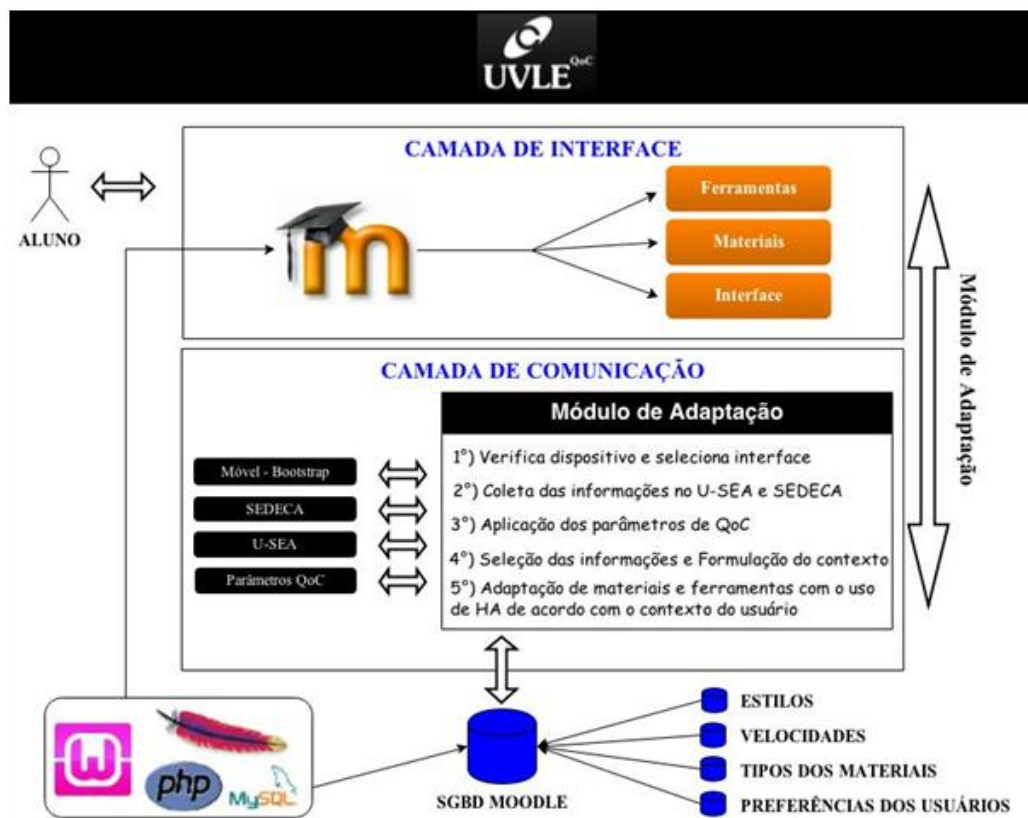 UVLE QoC
CAMADA DE INTERFACE
ALUNO
m
Ferramentas
Materiais
Interface
Módulo de Adaptação
CAMADA DE COMUNICAÇÃO
Móvel - Bootstrap
SEDECA
U-SEA
Parâmetros QoC
Módulo de Adaptação
1°) Verifica dispositivo e seleciona interface
2°) Coleta das informações no U-SEA e SEDECA
3°) Aplicação dos parâmetros de QoC
4°) Seleção das informações e Formulação do contexto
5°) Adaptação de materiais e ferramentas com o uso
de HA de acordo com o contexto do usuário
W
php
MySQL
SGBD MOODLE
ESTILOS
VELOCIDADES
TIPOS DOS MATERIAIS
PREFERÊNCIAS DOS USUÁRIOS